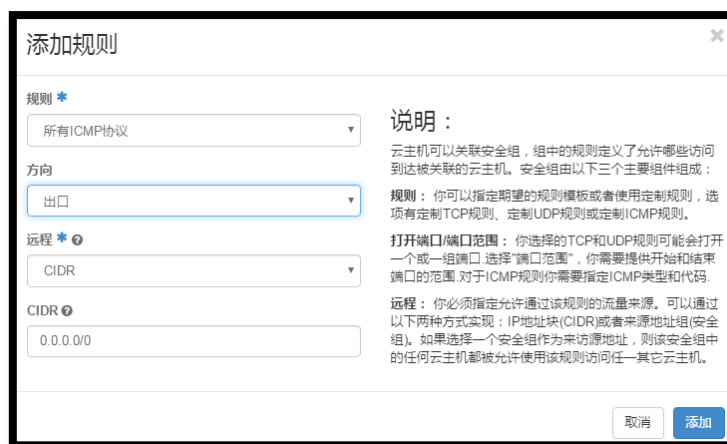 添加规则
×
规则 *
所有ICMP协议
方向
出口
远程 * ?
CIDR
CIDR ?
0.0.0.0/0
说明：
云主机可以关联安全组，组中的规则定义了允许哪些访问
到达被关联的云主机。安全组由以下三个主要组件组成：
规则： 你可以指定期望的规则模板或者使用定制规则，选
项有定制TCP规则、定制UDP规则或定制ICMP规则。
打开端口/端口范围： 你选择的TCP和UDP规则可能会打开
一个或一组端口.选择"端口范围"，你需要提供开始和结束
端口的范围.对于ICMP规则你需要指定ICMP类型和代码.
远程： 你必须指定允许通过该规则的流量来源。可以通过
以下两种方式实现：IP地址块(CIDR)或者来源地址组(安全
组)。如果选择一个安全组作为来访源地址，则该安全组中
的任何云主机都被允许使用该规则访问任一其它云主机。
取消
添加